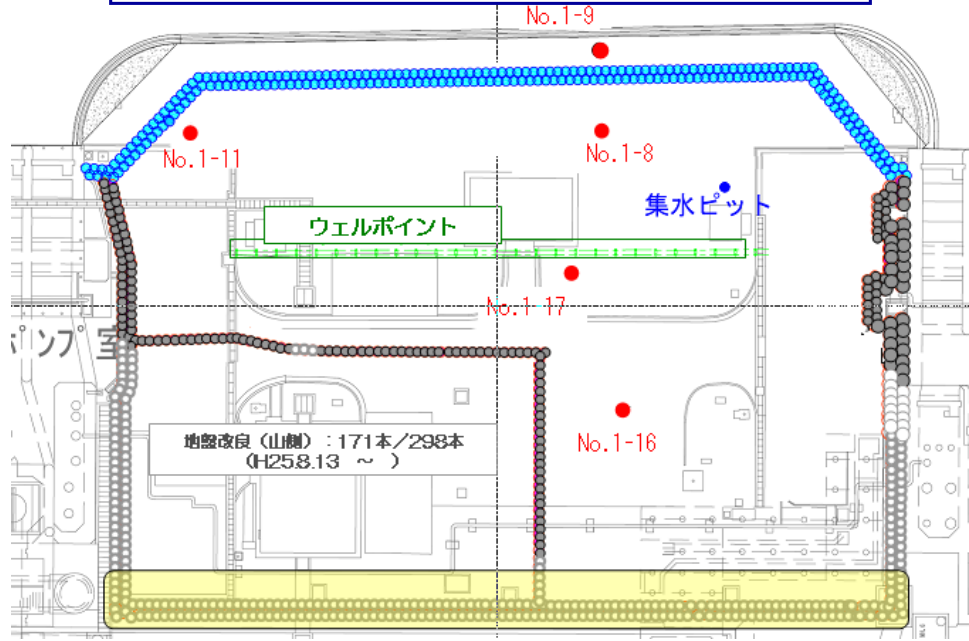 No.1-9
No.1-11
No.1-8
集水ピット
ウェルポイント
No.1-17
ポンプ室
地盤改良（山側）：171本／298本
（H25.8.13 ～ ）
No.1-16